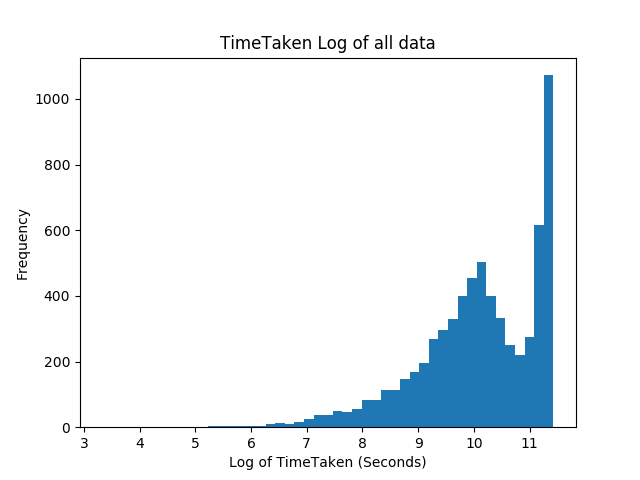 TimeTaken Log of all data
1000
800
600
400
200
0
Frequency
3 4 5 6 7 8 9 10 11
Log of TimeTaken (Seconds)